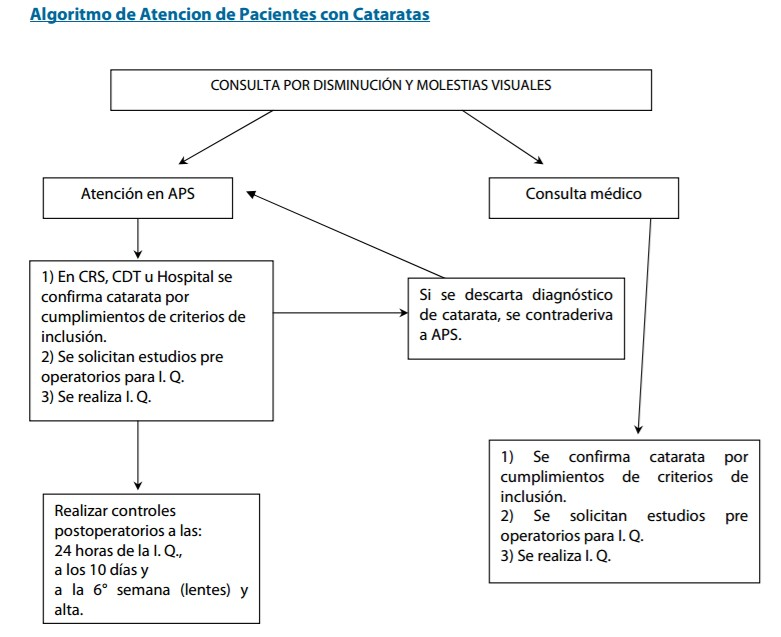 Algoritmo de Atencion de Pacientes con Cataratas
CONSULTA POR DISMINUCIÓN Y MOLESTIAS VISUALES
Atención en APS
Consulta médico
1) En CRS, CDT u Hospital se
confirma catarata por
cumplimientos de criterios de
inclusión.
2) Se solicitan estudios pre
operatorios para I. Q.
3) Se realiza I. Q.
Si se descarta diagnóstico
de catarata, se contraderiva
a APS.
1) Se confirma catarata por
cumplimientos de criterios de
inclusión.
2) Se solicitan estudios pre
operatorios para I. Q.
3) Se realiza I. Q.
Realizar controles
postoperatorio a las:
24 horas de la I. Q.,
a los 10 días y
a la 6° semana (lentes) y
alta.